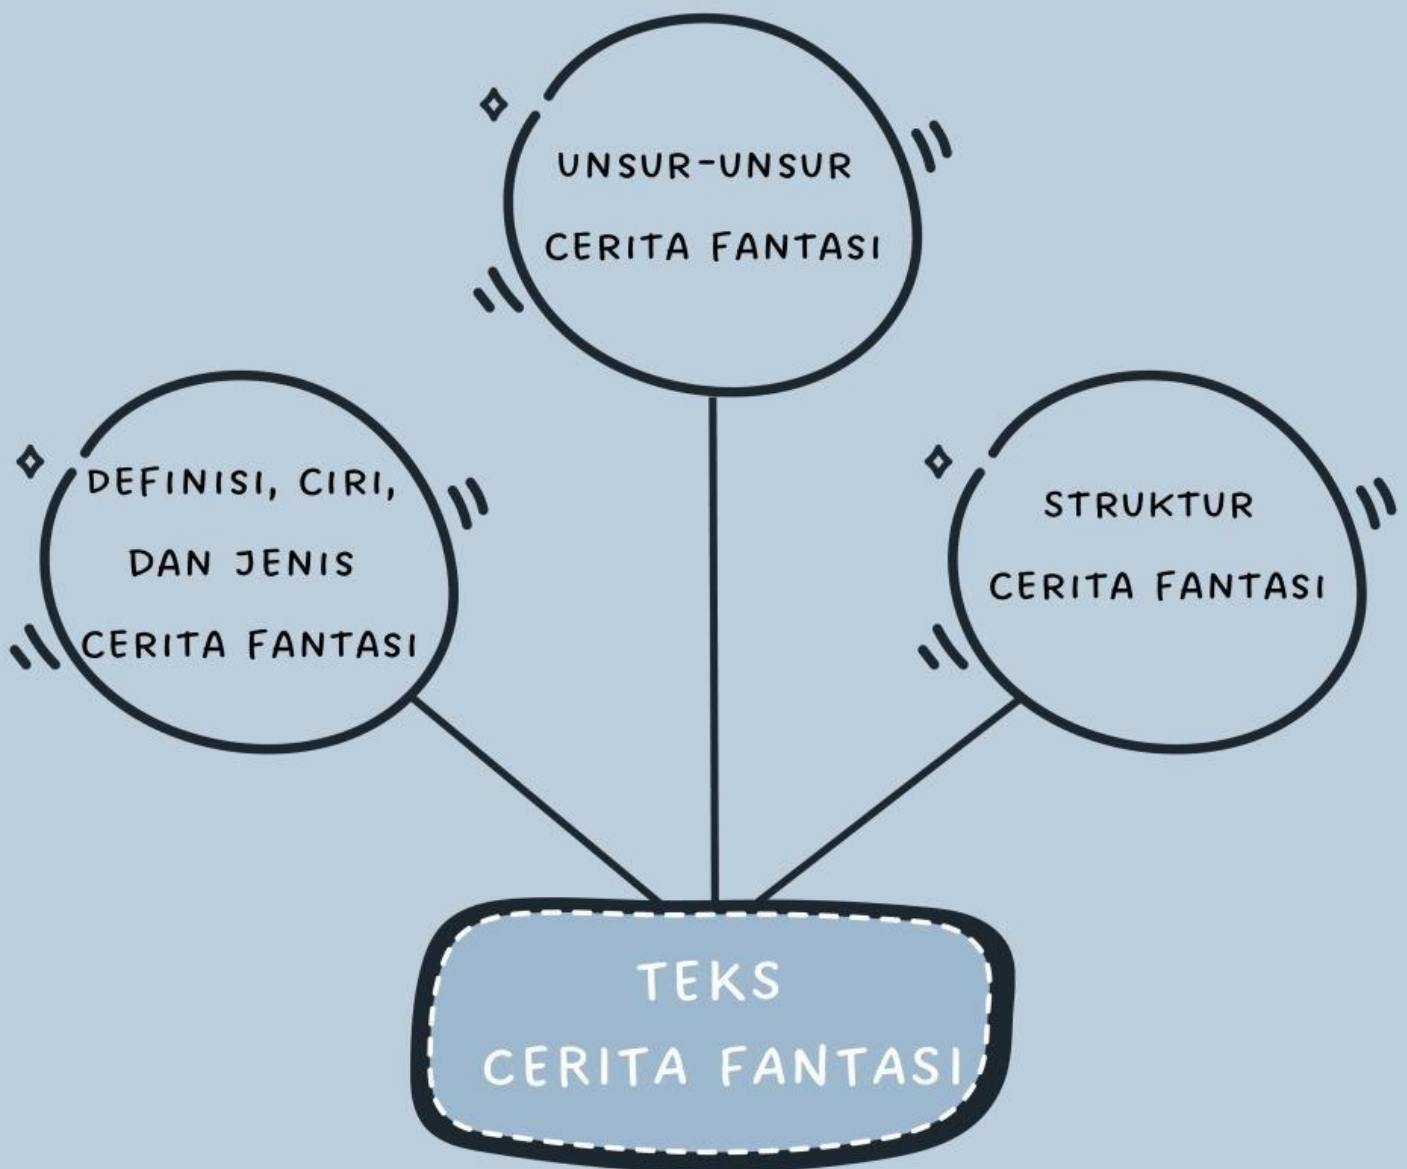 UNSUR-UNSUR
CERITA FANTASI
DEFINISI, CIRI,
DAN JENIS
CERITA FANTASI
STRUKTUR
CERITA FANTASI
TEKS
CERITA FANTASI